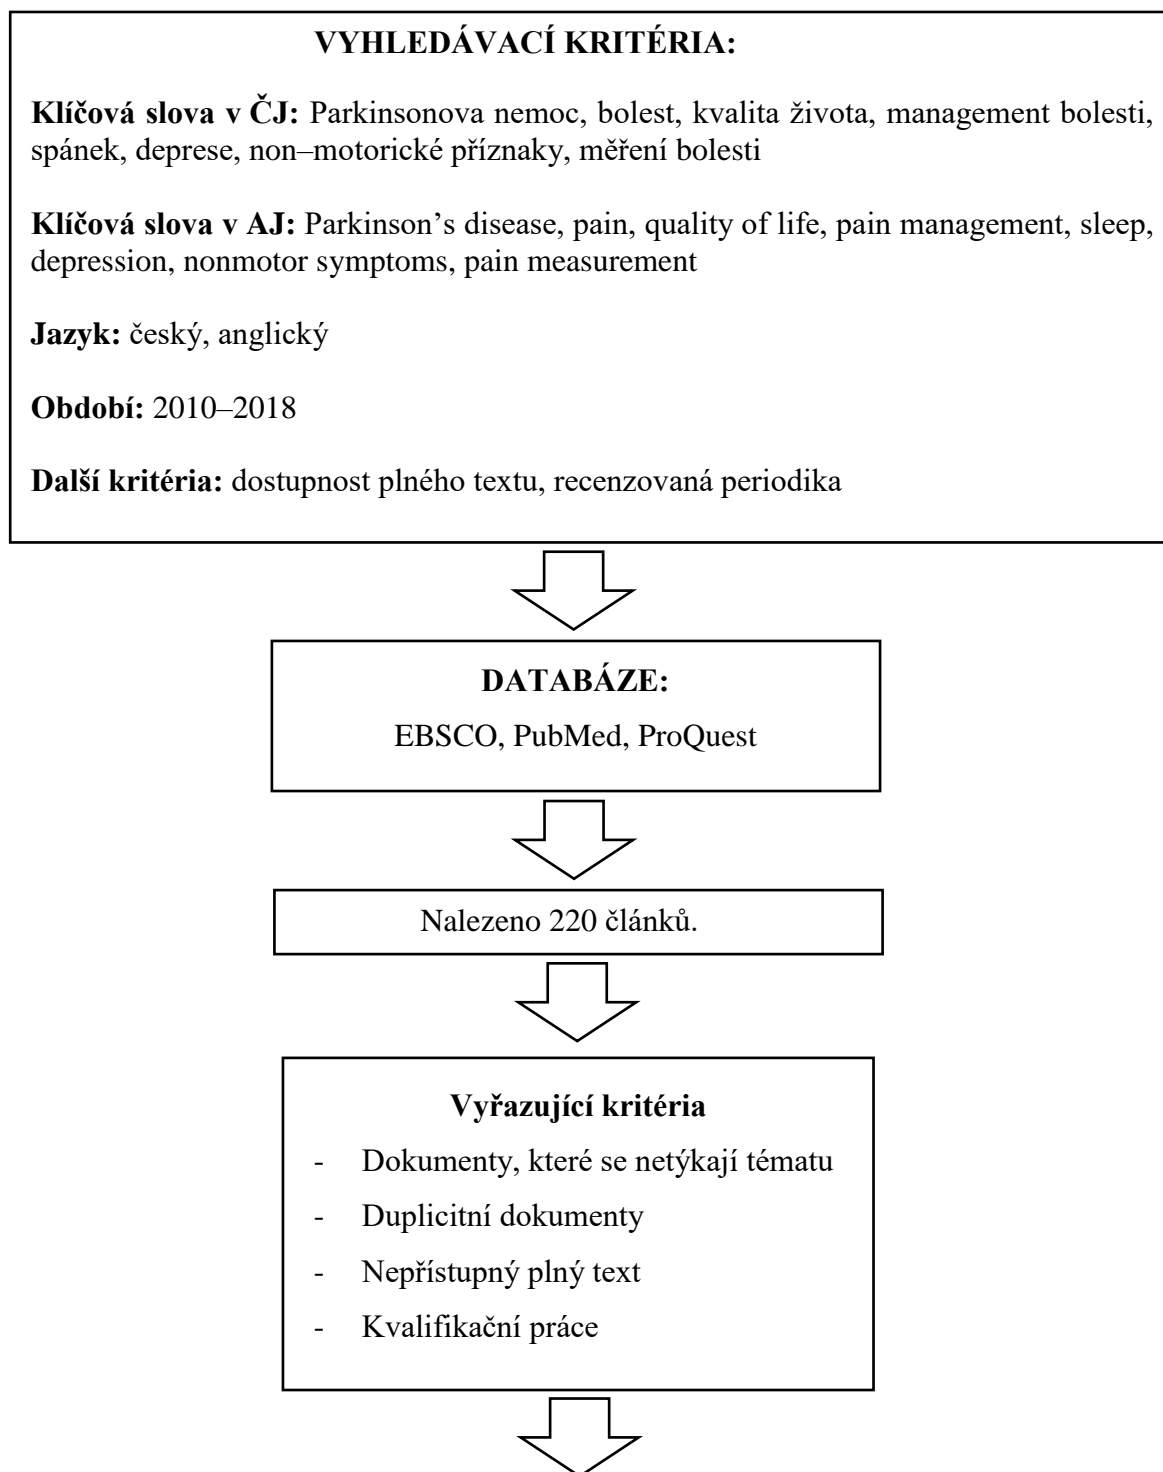 VYHLEDÁVACÍ KRITÉRIA:
Klíčová slova v ČJ: Parkinsonova nemoc, bolest, kvalita života, management bolesti,
spánek, deprese, non–motorické příznaky, měření bolesti
Klíčová slova v AJ: Parkinson’s disease, pain, quality of life, pain management, sleep,
depression, nonmotor symptoms, pain measurement
Jazyk: český, anglický
Období: 2010–2018
Další kritéria: dostupnost plného textu, recenzovaná periodika
DATABÁZE:
EBSCO, PubMed, ProQuest
Nalezeno 220 článků.
Vyřazující kritéria
- Dokumenty, které se netýkají tématu
- Duplicitní dokumenty
- Nepřístupný plný text
- Kvalifikační práce